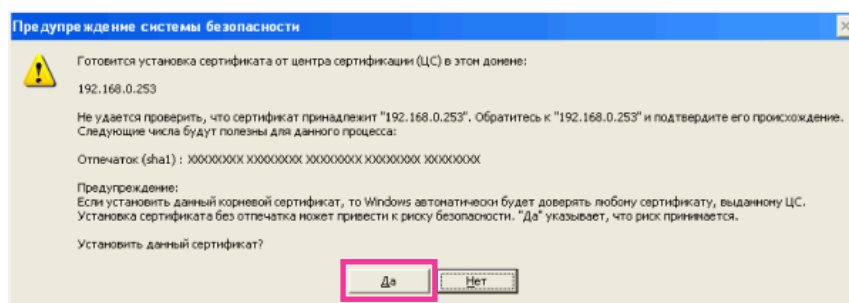 Предупреждение системы безопасности
Готовится установка сертификата от центра сертификации (ЦС) в этом домене:
192.168.0.253
Не удается проверить, что сертификат принадлежит "192.168.0.253". Обратитесь к "192.168.0.253" и подтвердите его происхождение.
Следующие числа будут полезны для данного процесса:
Отпечаток (sha1) : XXXXXXXX XXXXXXXX XXXXXXXX XXXXXXXX XXXXXXXX
Предупреждение:
Если установить данный корневой сертификат, то Windows автоматически будет доверять любому сертификату, выданному ЦС.
Установка сертификата без отпечатка может привести к риску безопасности. "Да" указывает, что риск принимается.
Установить данный сертификат?
Да Нет